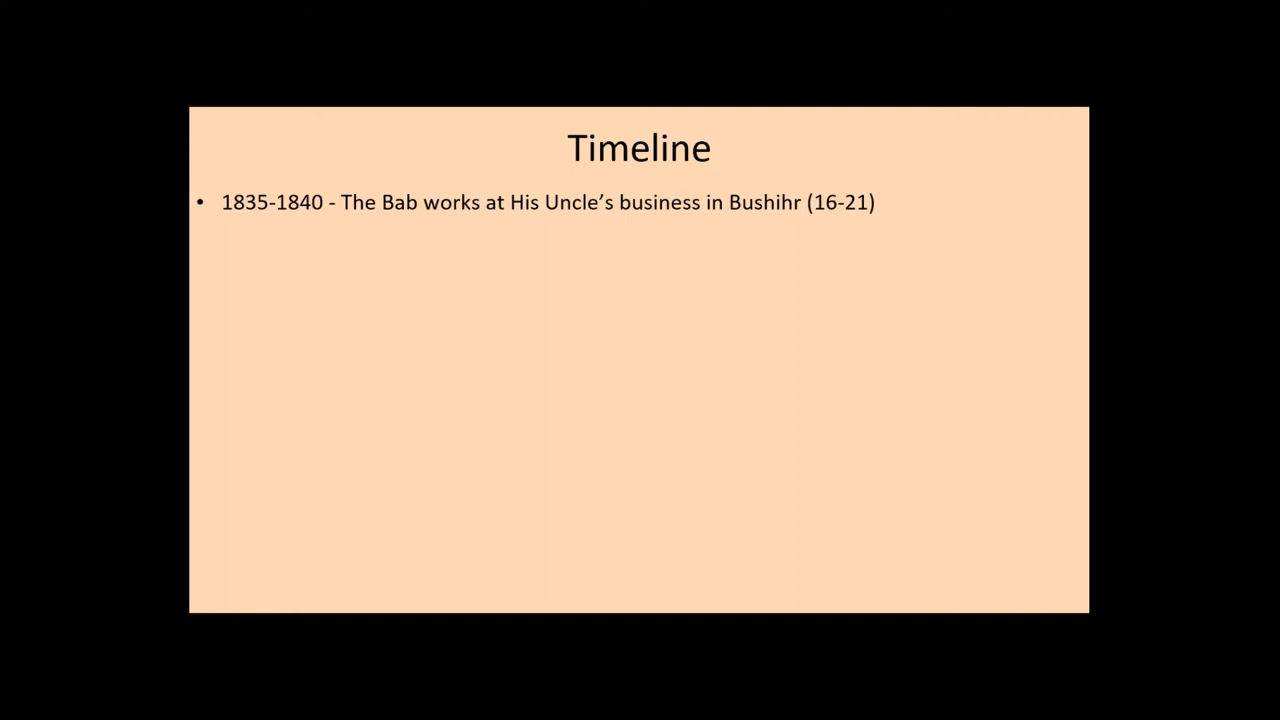 Timeline
• 1835-1840 - The Bab works at His Uncle’s business in Bushihr (16-21)